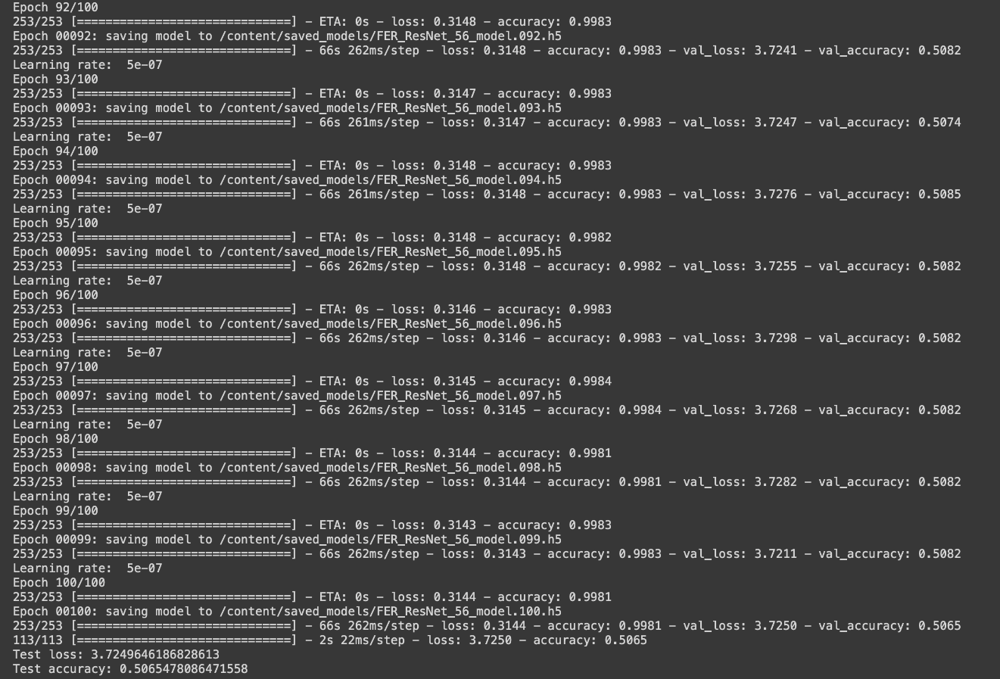 Epoch 92/100
253/253 [==============================] - ETA: 0s - loss: 0.3148 - accuracy: 0.9983
Epoch 00092: saving model to /content/saved_models/FER_ResNet_56_model.092.h5
253/253 [==============================] - 66s 262ms/step - loss: 0.3148 - accuracy: 0.9983 - val_loss: 3.7241 - val_accuracy: 0.5082
Learning rate:  5e-07
Epoch 93/100
253/253 [==============================] - ETA: 0s - loss: 0.3147 - accuracy: 0.9983
Epoch 00093: saving model to /content/saved_models/FER_ResNet_56_model.093.h5
253/253 [==============================] - 66s 261ms/step - loss: 0.3147 - accuracy: 0.9983 - val_loss: 3.7247 - val_accuracy: 0.5074
Learning rate:  5e-07
Epoch 94/100
253/253 [==============================] - ETA: 0s - loss: 0.3148 - accuracy: 0.9983
Epoch 00094: saving model to /content/saved_models/FER_ResNet_56_model.094.h5
253/253 [==============================] - 66s 261ms/step - loss: 0.3148 - accuracy: 0.9983 - val_loss: 3.7276 - val_accuracy: 0.5085
Learning rate:  5e-07
Epoch 95/100
253/253 [==============================] - ETA: 0s - loss: 0.3148 - accuracy: 0.9982
Epoch 00095: saving model to /content/saved_models/FER_ResNet_56_model.095.h5
253/253 [==============================] - 66s 262ms/step - loss: 0.3148 - accuracy: 0.9982 - val_loss: 3.7255 - val_accuracy: 0.5082
Learning rate:  5e-07
Epoch 96/100
253/253 [==============================] - ETA: 0s - loss: 0.3146 - accuracy: 0.9983
Epoch 00096: saving model to /content/saved_models/FER_ResNet_56_model.096.h5
253/253 [==============================] - 66s 262ms/step - loss: 0.3146 - accuracy: 0.9983 - val_loss: 3.7298 - val_accuracy: 0.5082
Learning rate:  5e-07
Epoch 97/100
253/253 [==============================] - ETA: 0s - loss: 0.3145 - accuracy: 0.9984
Epoch 00097: saving model to /content/saved_models/FER_ResNet_56_model.097.h5
253/253 [==============================] - 66s 262ms/step - loss: 0.3145 - accuracy: 0.9984 - val_loss: 3.7268 - val_accuracy: 0.5082
Learning rate:  5e-07
Epoch 98/100
253/253 [==============================] - ETA: 0s - loss: 0.3144 - accuracy: 0.9981
Epoch 00098: saving model to /content/saved_models/FER_ResNet_56_model.098.h5
253/253 [==============================] - 66s 262ms/step - loss: 0.3144 - accuracy: 0.9981 - val_loss: 3.7282 - val_accuracy: 0.5082
Learning rate:  5e-07
Epoch 99/100
253/253 [==============================] - ETA: 0s - loss: 0.3143 - accuracy: 0.9983
Epoch 00099: saving model to /content/saved_models/FER_ResNet_56_model.099.h5
253/253 [==============================] - 66s 262ms/step - loss: 0.3143 - accuracy: 0.9983 - val_loss: 3.7211 - val_accuracy: 0.5082
Learning rate:  5e-07
Epoch 100/100
253/253 [==============================] - ETA: 0s - loss: 0.3144 - accuracy: 0.9981
Epoch 00100: saving model to /content/saved_models/FER_ResNet_56_model.100.h5
253/253 [==============================] - 66s 262ms/step - loss: 0.3144 - accuracy: 0.9981 - val_loss: 3.7250 - val_accuracy: 0.5065
113/113 [==============================] - 2s 22ms/step - loss: 3.7250 - accuracy: 0.5065
Test loss: 3.7249646186828613
Test accuracy: 0.5065478086471558